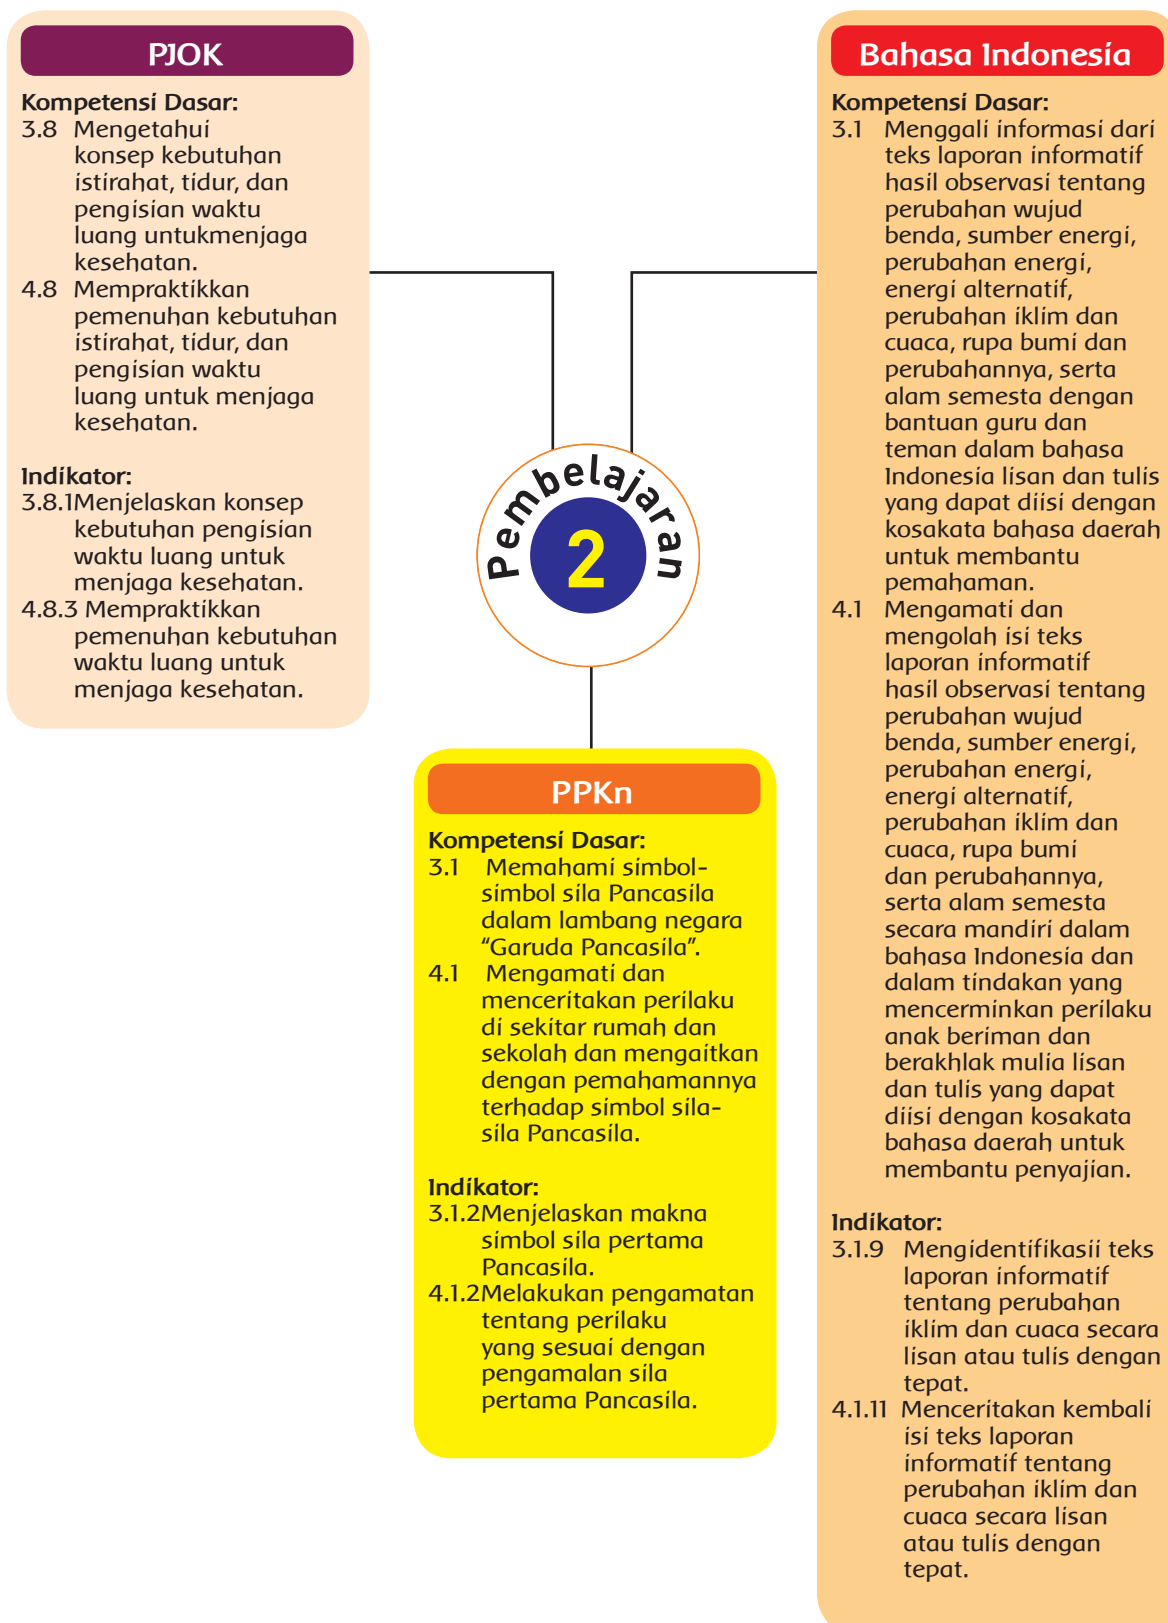 PJOK
Kompetensi Dasar:
3.8 Mengetahui
konsep kebutuhan
istirahat, tidur, dan
pengisian waktu
luang untukmenjaga
kesehatan.
4.8 Mempraktikkan
pemenuhan kebutuhan
istirahat, tidur, dan
pengisian waktu
luang untuk menjaga
kesehatan.
Indikator:
3.8.1Menjelaskan konsep
kebutuhan pengisian
waktu luang untuk
menjaga kesehatan.
4.8.3 Mempraktikkan
pemenuhan kebutuhan
waktu luang untuk
menjaga kesehatan.
Pembelajaran
2
PPKn
Kompetensi Dasar:
3.1 Memahami simbol-
simbol sila Pancasila
dalam lambang negara
“Garuda Pancasila”.
4.1 Mengamati dan
menceritakan perilaku
di sekitar rumah dan
sekolah dan mengaitkan
dengan pemahamannya
terhadap simbol sila-
sila Pancasila.
Indikator:
3.1.2Menjelaskan makna
simbol sila pertama
Pancasila.
4.1.2Melakukan pengamatan
tentang perilaku
yang sesuai dengan
pengamalan sila
pertama Pancasila.
Bahasa Indonesia
Kompetensi Dasar:
3.1 Menggali informasi dari
teks laporan informatif
hasil observasi tentang
perubahan wujud
benda, sumber energi,
perubahan energi,
energi alternatif,
perubahan iklim dan
cuaca, rupa bumi dan
perubahannya, serta
alam semesta dengan
bantuan guru dan
teman dalam bahasa
Indonesia lisan dan tulis
yang dapat diisi dengan
kosakata bahasa daerah
untuk membantu
pemahaman.
4.1 Mengamati dan
mengolah isi teks
laporan informatif
hasil observasi tentang
perubahan wujud
benda, sumber energi,
perubahan energi,
energi alternatif,
perubahan iklim dan
cuaca, rupa bumi
dan perubahannya,
serta alam semesta
secara mandiri dalam
bahasa Indonesia dan
dalam tindakan yang
mencerminkan perilaku
anak beriman dan
berakhlak mulia lisan
dan tulis yang dapat
diisi dengan kosakata
bahasa daerah untuk
membantu penyajian.
Indikator:
3.1.9 Mengidentifikasii teks
laporan informatif
tentang perubahan
iklim dan cuaca secara
lisan atau tulis dengan
tepat.
4.1.11 Menceritakan kembali
isi teks laporan
informatif tentang
perubahan iklim dan
cuaca secara lisan
atau tulis dengan
tepat.